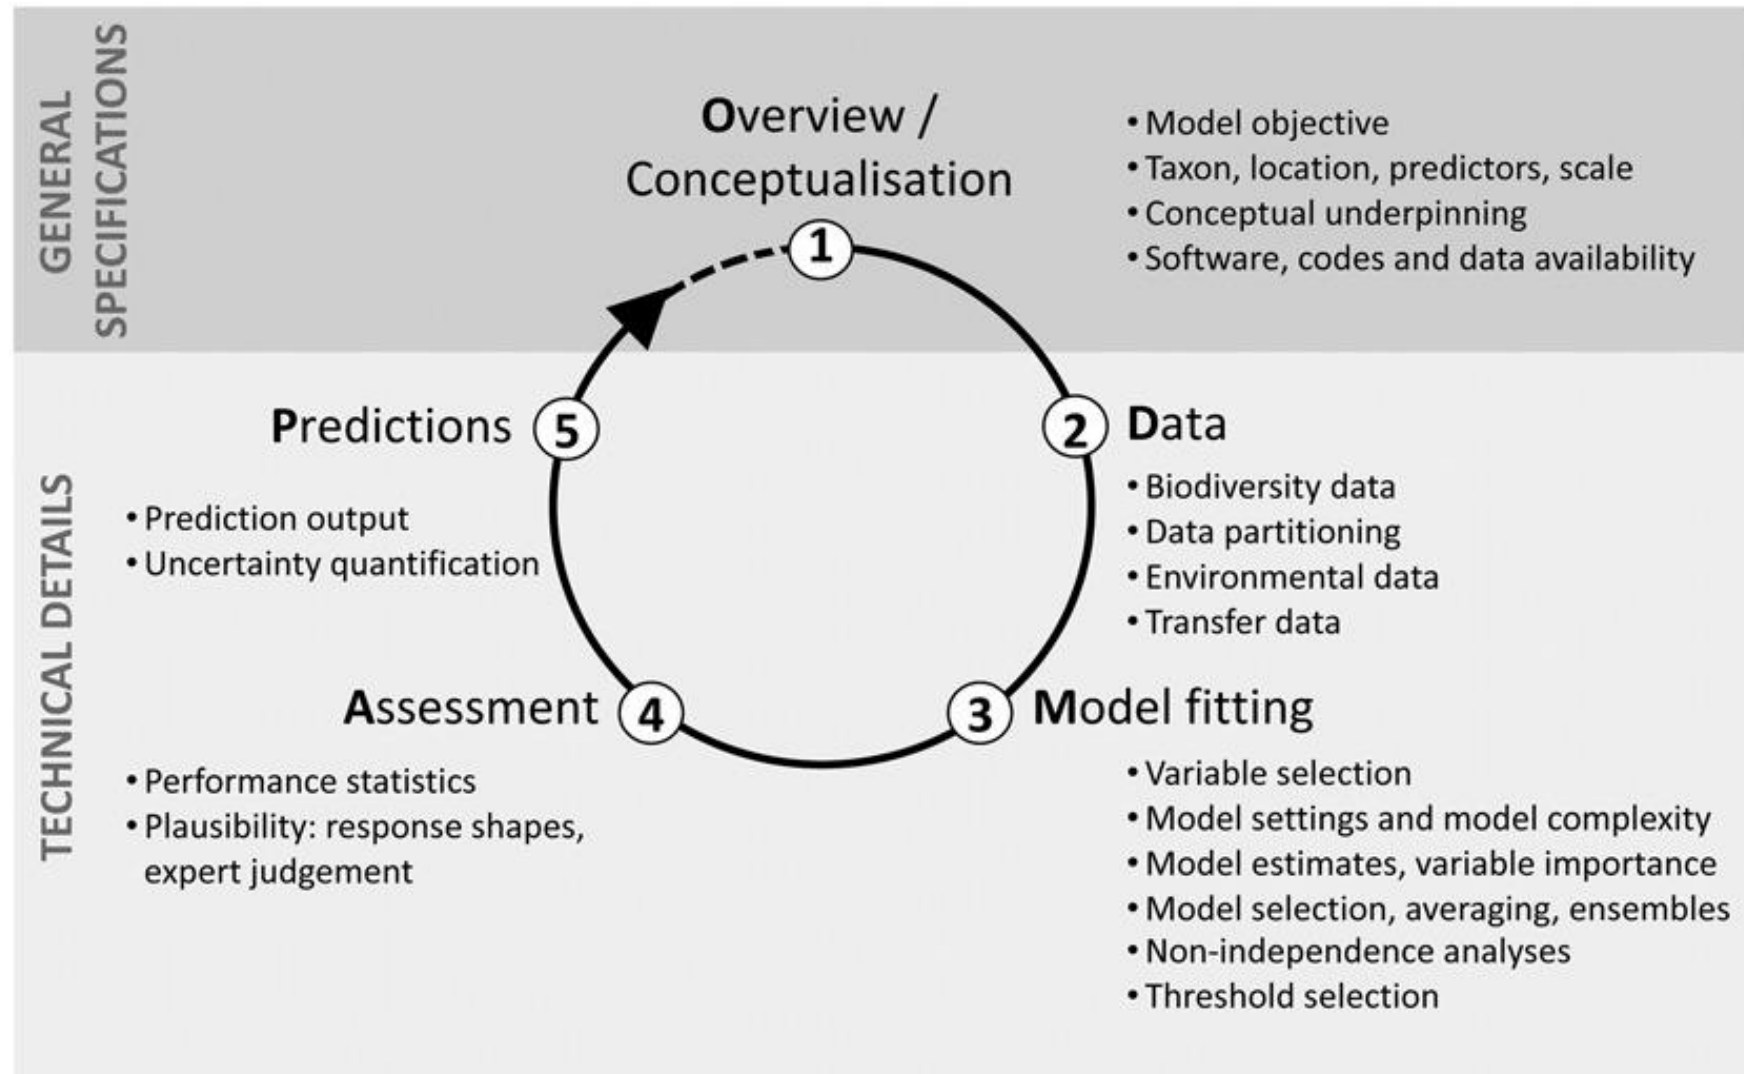 GENERAL
SPECIFICATIONS
Overview /
Conceptualisation
1
• Model objective
• Taxon, location, predictors, scale
• Conceptual underpinning
• Software, codes and data availability
TECHNICAL DETAILS
2
Data
• Biodiversity data
• Data partitioning
• Environmental data
• Transfer data
3
Model fitting
• Variable selection
• Model settings and model complexity
• Model estimates, variable importance
• Model selection, averaging, ensembles
• Non-independence analyses
• Threshold selection
Assessment
4
• Performance statistics
• Plausibility: response shapes,
expert judgement
Predictions
5
• Prediction output
• Uncertainty quantification